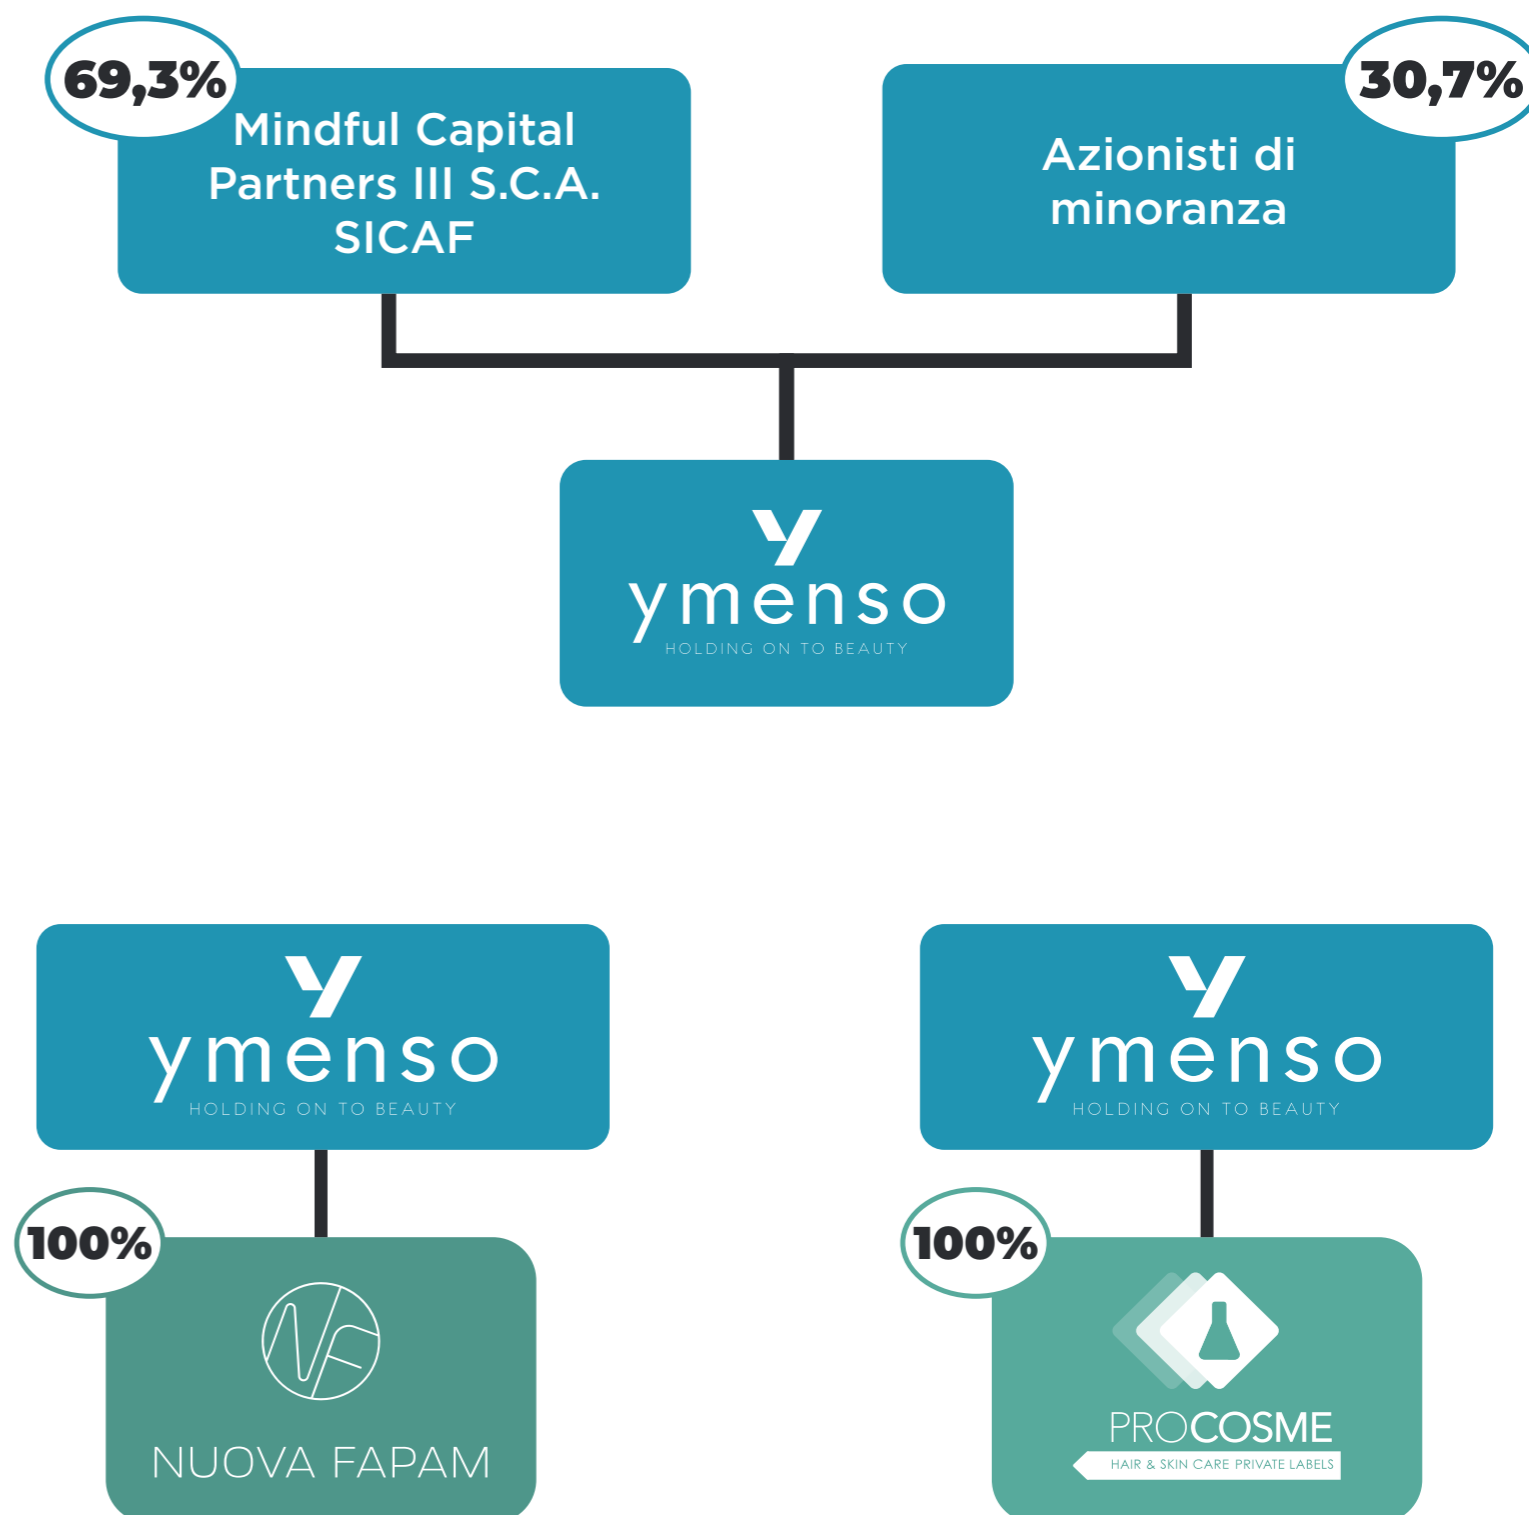 69,3%
Mindful Capital
Partners III S.C.A.
SICAF
30,7%
Azionisti di
minoranza
ymenso
HOLDING ON TO BEAUTY
ymenso
HOLDING ON TO BEAUTY
100%
NUOVA FAPAM
ymenso
HOLDING ON TO BEAUTY
100%
PROCOSME
HAIR & SKIN CARE PRIVATE LABELS